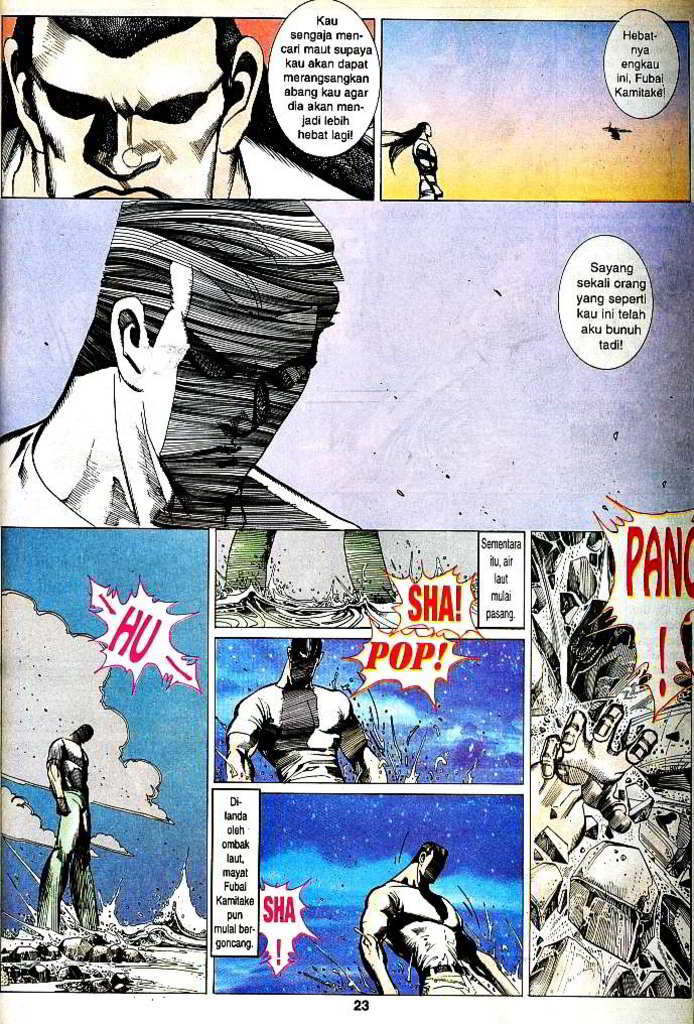 Kau
sengaja men-
cari maut supaya
kau akan dapat
merangsangkan
abang kau agar
dia akan men-
jadi lebih
hebat lagi!
Hebat-
nya
engkau
ini, Fubai
Kamitake!
Sayang
sekali orang
yang seperti
kau ini telah
aku bunuh
tadi!
HU
Sementara
itu, air
laut
mulai
pasang.
SHA!
POP!
PANG
!
Di-
landa
oleh
ombak
laut,
mayat
Fubai
Kamitake
pun
mulai ber-
goncang.
SHA
!
23